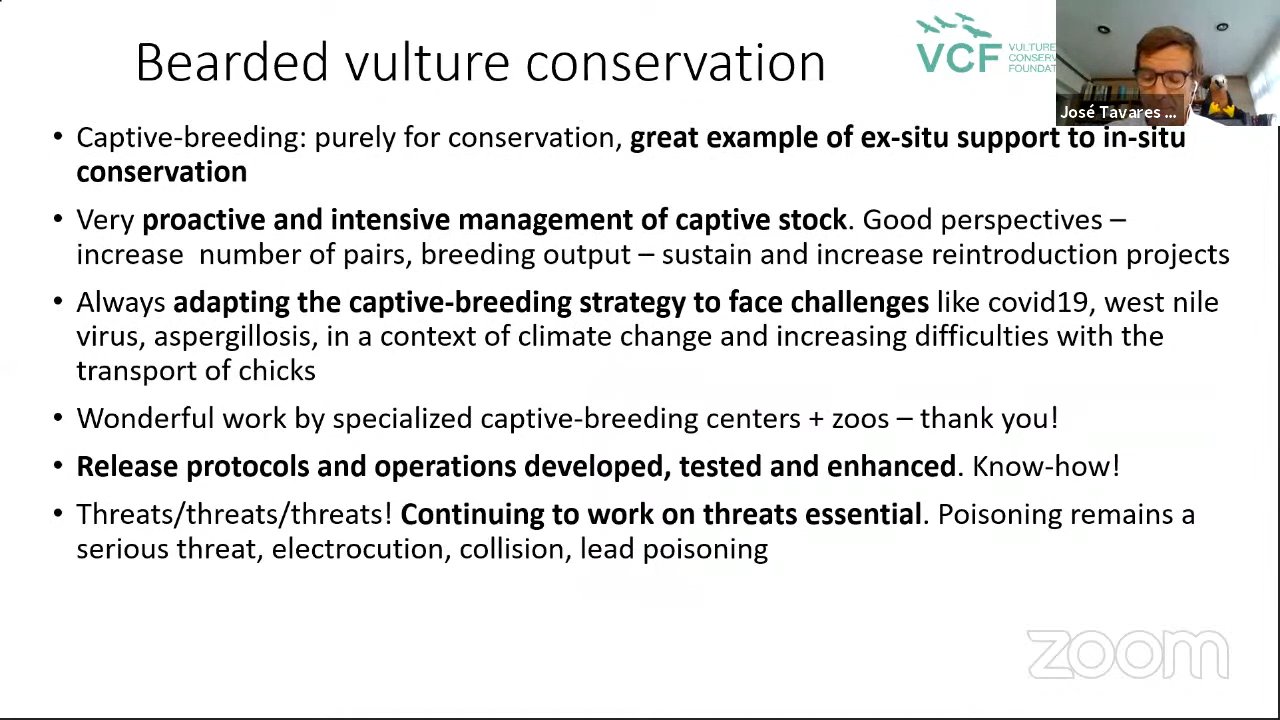 Bearded vulture conservation
VCF
VULTURE
CONSERV
FOUNDAT
José Tavares ...
• Captive-breeding: purely for conservation, great example of ex-situ support to in-situ
conservation
• Very proactive and intensive management of captive stock. Good perspectives –
increase  number of pairs, breeding output – sustain and increase reintroduction projects
• Always adapting the captive-breeding strategy to face challenges like covid19, west nile
virus, aspergillosis, in a context of climate change and increasing difficulties with the
transport of chicks
• Wonderful work by specialized captive-breeding centers + zoos – thank you!
• Release protocols and operations developed, tested and enhanced. Know-how!
• Threats/threats/threats! Continuing to work on threats essential. Poisoning remains a
serious threat, electrocution, collision, lead poisoning
zoom